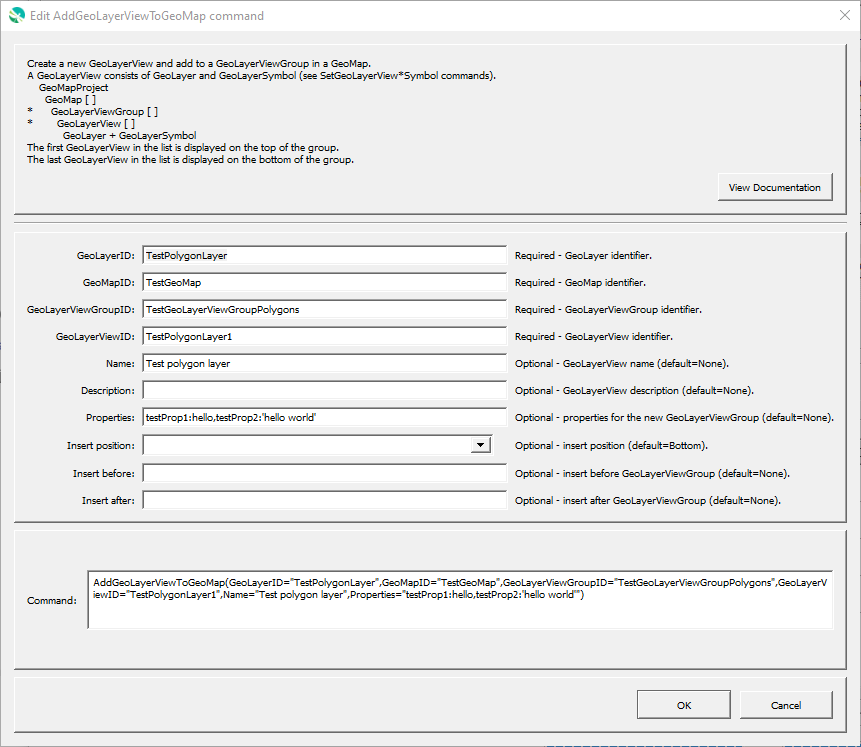 Edit AddGeoLayerViewToGeoMap command
Create a new GeoLayerView and add to a GeoLayerViewGroup in a GeoMap.
A GeoLayerView consists of GeoLayer and GeoLayerSymbol (see SetGeoLayerView*Symbol commands).
GeoMapProject
GeoMap [ ]
* GeoLayerViewGroup [ ]
* GeoLayerView [ ]
GeoLayer + GeoLayerSymbol
The first GeoLayerView in the list is displayed on the top of the group.
The last GeoLayerView in the list is displayed on the bottom of the group.
View Documentation
GeoLayerID: TestPolygonLayer Required - GeoLayer identifier.
GeoMapID: TestGeoMap Required - GeoMap identifier.
GeoLayerViewGroupID: TestGeoLayerViewGroupPolygons Required - GeoLayerViewGroup identifier.
GeoLayerViewID: TestPolygonLayer1 Required - GeoLayerView identifier.
Name: Test polygon layer Optional - GeoLayerView name (default=None).
Description: Optional - GeoLayerView description (default=None).
Properties: testProp1:hello,testProp2:'hello world' Optional - properties for the new GeoLayerViewGroup (default=None).
Insert position: Optional - insert position (default=Bottom).
Insert before: Optional - insert before GeoLayerViewGroup (default=None).
Insert after: Optional - insert after GeoLayerViewGroup (default=None).
Command:
AddGeoLayerViewToGeoMap(GeoLayerID="TestPolygonLayer",GeoMapID="TestGeoMap",GeoLayerViewGroupID="TestGeoLayerViewGroupPolygons",GeoLayerV
iewID="TestPolygonLayer1",Name="Test polygon layer",Properties="testProp1:hello,testProp2:'hello world'")
OK Cancel